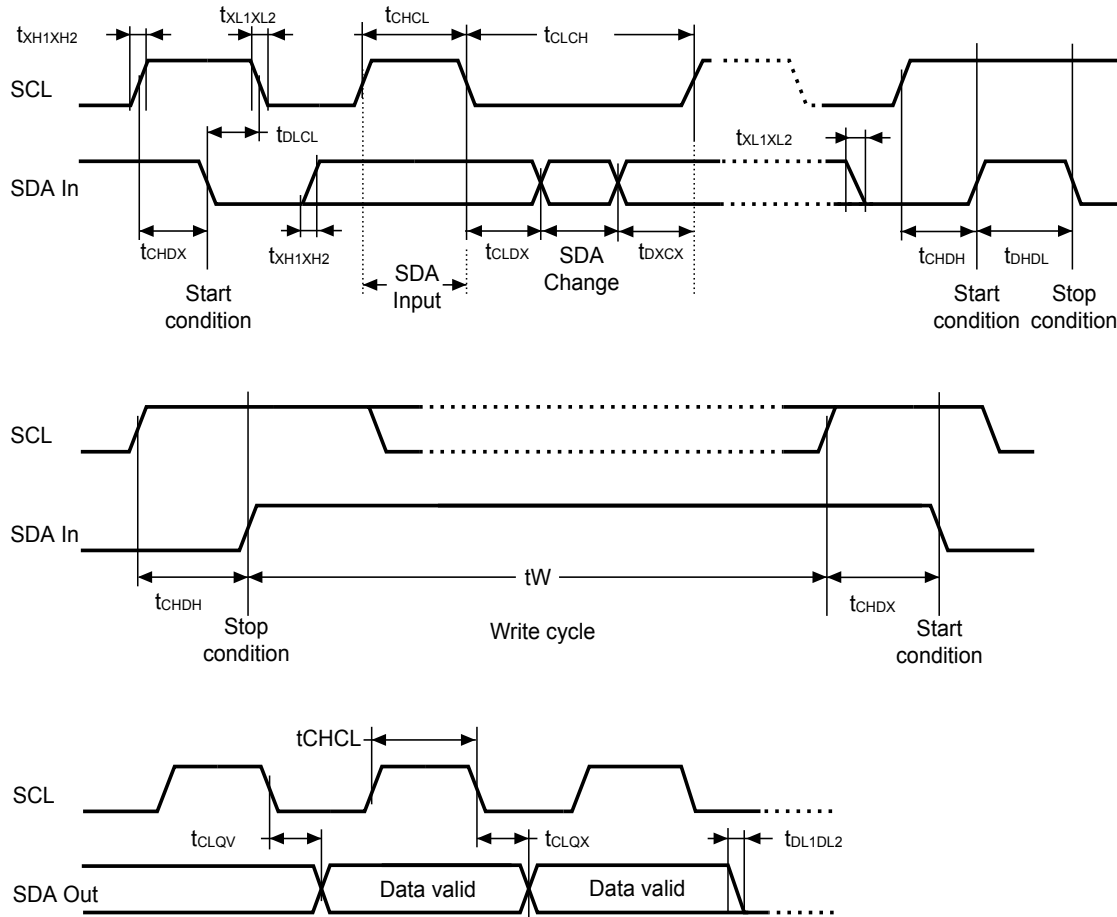 tXL1XL2
tCHCL
tXH1XH2
tCLCH
SCL
tDLCL
tXL1XL2
SDA In
tCHDX
tXH1XH2
tCLDX
SDA
Change
tDXCX
tCHDH
tDHDL
SDA
Input
Start
condition
Start
condition
Stop
condition
SCL
SDA In
tCHDH
tW
tCHDX
Stop
condition
Write cycle
Start
condition
tCHCL
SCL
tCLQV
tCLQX
tDL1DL2
SDA Out
Data valid
Data valid